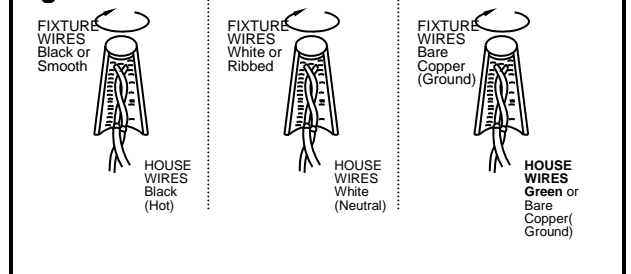 FIXTURE
WIRES
Black or
Smooth
HOUSE
WIRES
Black
(Hot)
FIXTURE
WIRES
White or
Ribbed
HOUSE
WIRES
White
(Neutral)
FIXTURE
WIRES
Bare
Copper
(Ground)
HOUSE
WIRES
Green or
Bare
Copper(
Ground)